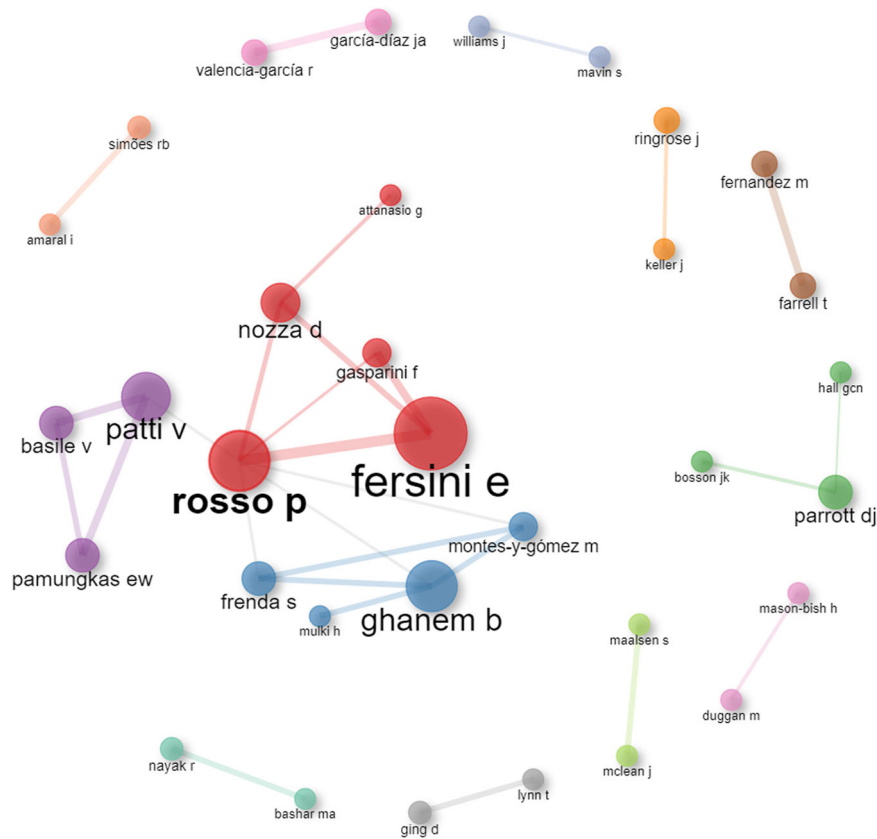 garcía-díaz ja
williams j
valencia-garcía r
mavin s
simões rb
ringrose j
fernandez m
attanasio g
amaral i
keller j
farrell t
nozza d
gasparini f
hall gcn
patti v
basile v
fersini e
bosson jk
rosso p
parrott dj
montes-y-gómez m
pamungkas ew
frenda s
ghanem b
mulki h
mason-bish h
maalsen s
duggan m
nayak r
mclean j
lynn t
bashar ma
ging d